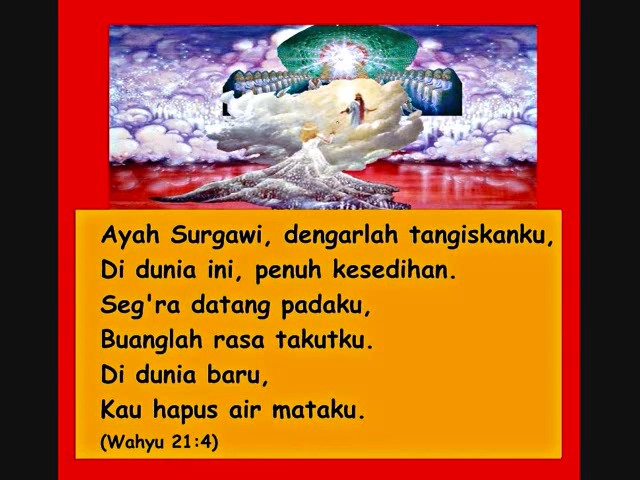 Ayah Surgawi, dengarlah tangiskanku,
Di dunia ini, penuh kesedihan.
Seg'ra datang padaku,
Buanglah rasa takutku.
Di dunia baru,
Kau hapus air mataku.
(Wahyu 21:4)